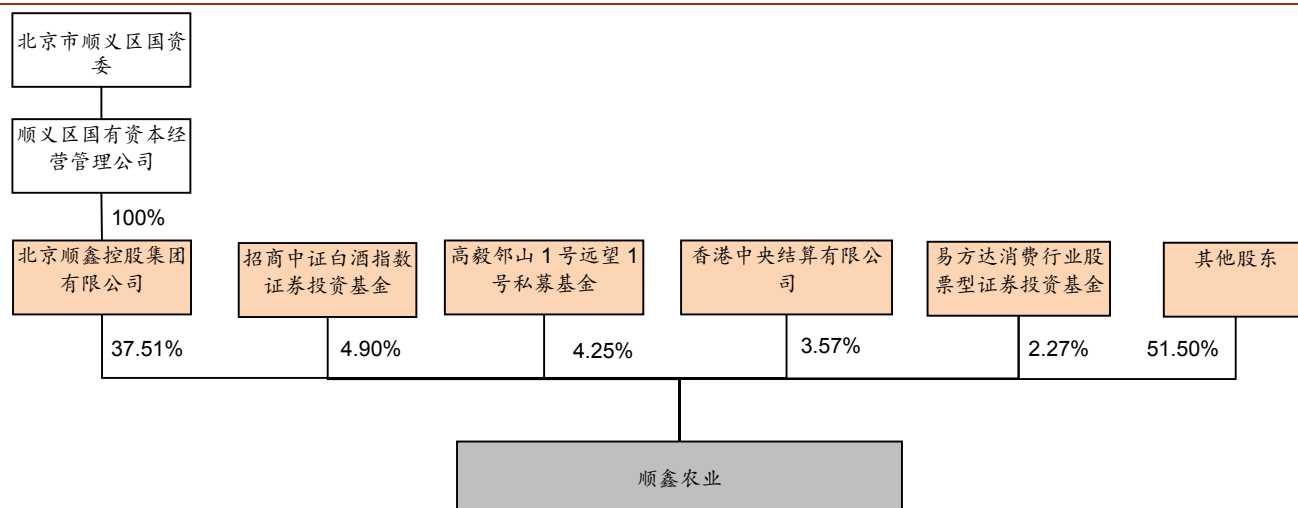 北京市顺义区国资
委
顺义区国有资本经
营管理公司
100%
北京顺鑫控股集团
有限公司
招商中证白酒指数
证券投资基金
高毅邻山 1 号远望 1
号私募基金
香港中央结算有限公
司
易方达消费行业股
票型证券投资基金
其他股东
37.51%
4.90%
4.25%
3.57%
2.27%
51.50%
顺鑫农业